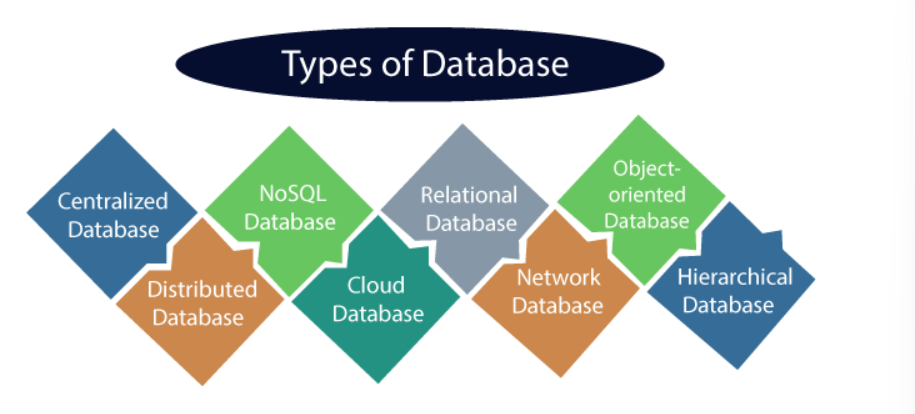 Types of Database
Centralized
Database
Distributed
Database
NoSQL
Database
Cloud
Database
Relational
Database
Network
Database
Object-
oriented
Database
Hierarchical
Database